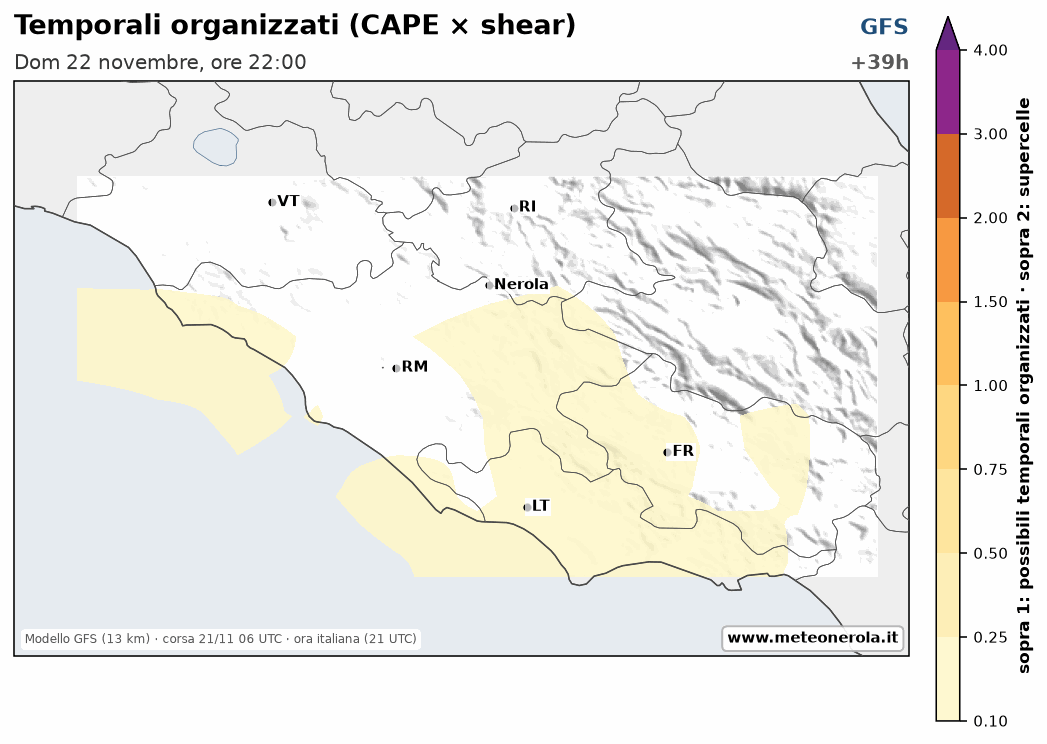 Temporali organizzati (CAPE × shear)
GFS
Dom 22 novembre, ore 22:00
+39h
VT
RI
Nerola
RM
FR
LT
Modello GFS (13 km) · corsa 21/11 06 UTC · ora italiana (21 UTC)
www.meteonerola.it
4.00
3.00
2.00
1.50
1.00
0.75
0.50
0.25
0.10
sopra 1: possibili temporali organizzati · sopra 2: supercelle